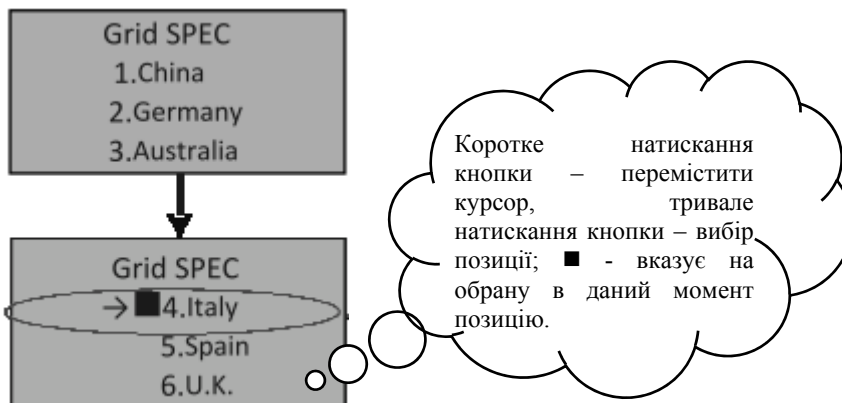 Grid SPEC
1.China
2.Germany
3.Australia
Grid SPEC
→ ■ 4.Italy
5.Spain
6.U.K.
Коротке натискання
кнопки – перемістити
курсор, тривале
натискання кнопки – вибір
позиції; ■ - вказує на
обрану в даний момент
позицію.